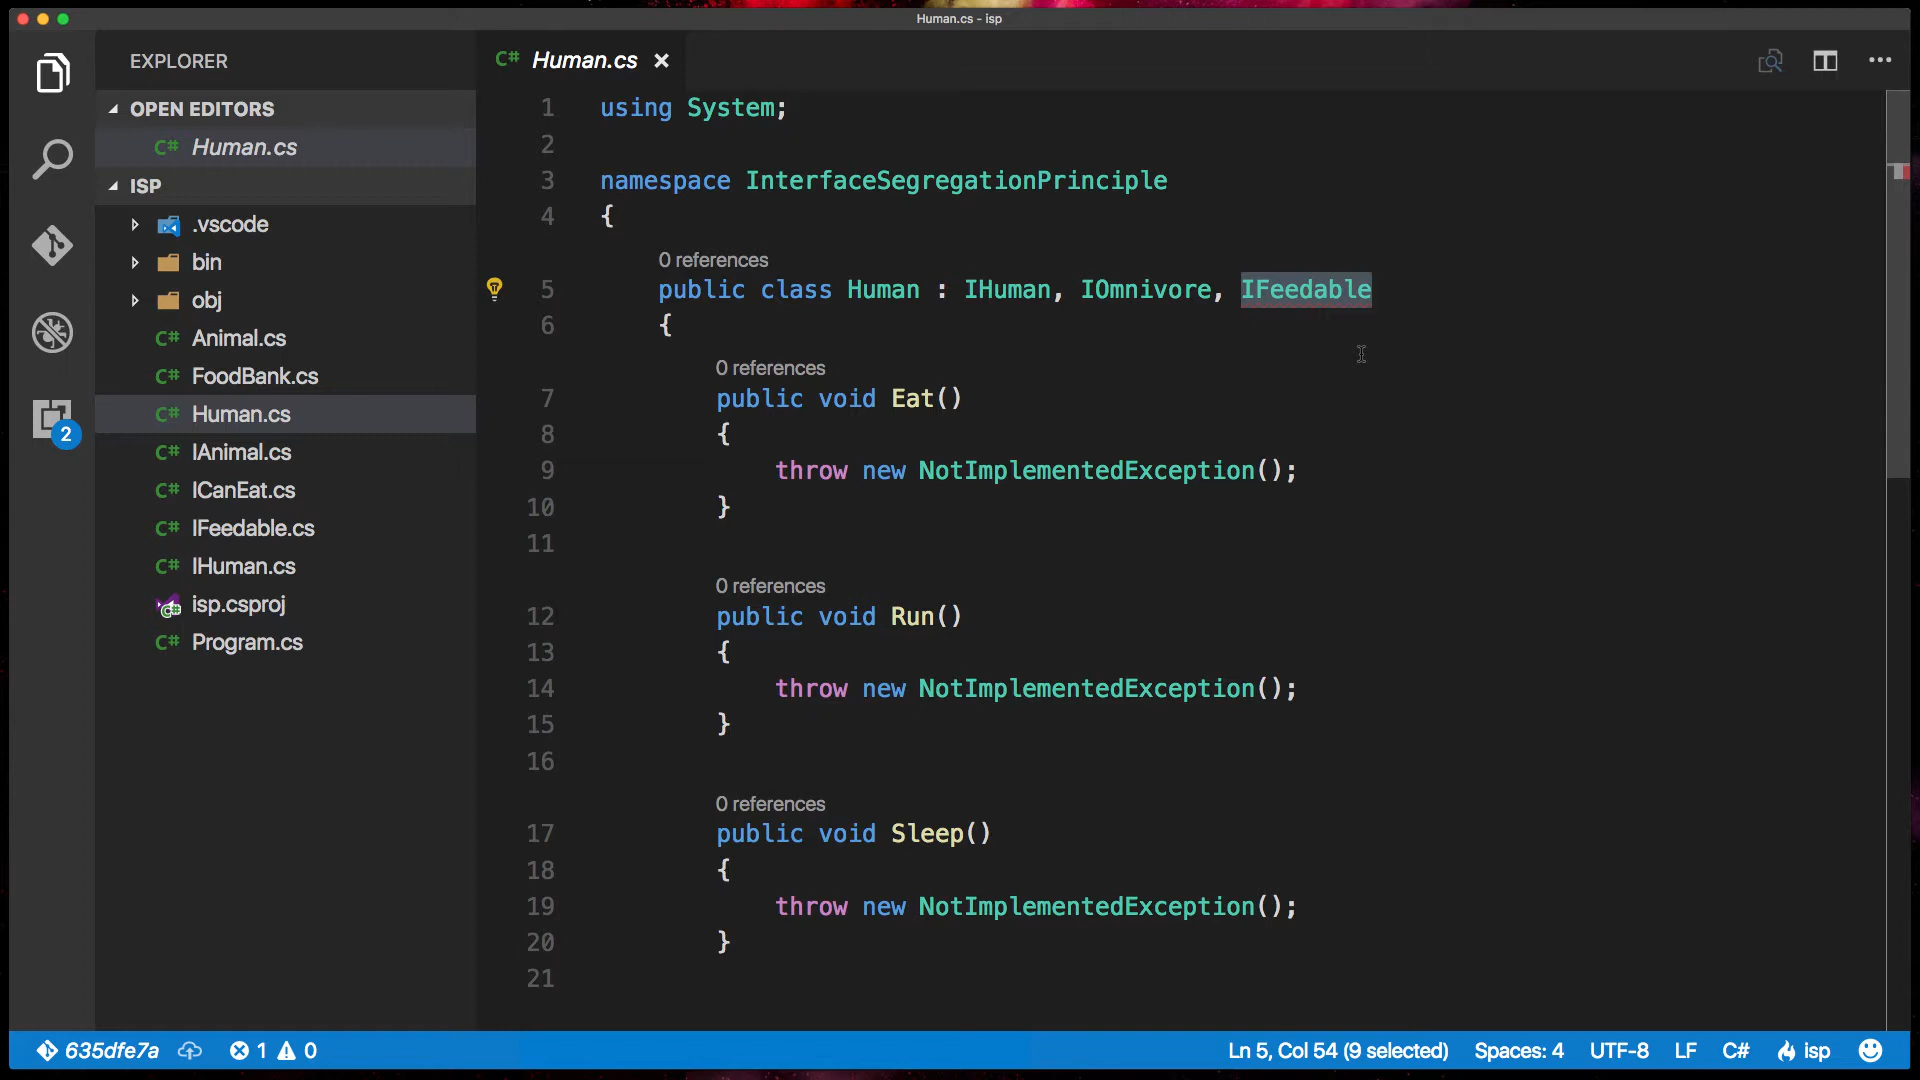 Human.cs - isp
EXPLORER
OPEN EDITORS
C# Human.cs
ISP
.vscode
bin
obj
C# Animal.cs
C# FoodBank.cs
C# Human.cs
C# IAnimal.cs
C# ICanEat.cs
C# IFeedable.cs
C# IHuman.cs
isp.csproj
C# Program.cs
2
C# Human.cs
1 using System;
2
3 namespace InterfaceSegregationPrinciple
4 {
0 references
5 public class Human : IHuman, IOmnivore, IFeedable
6 {
0 references
7 public void Eat()
8 {
9 throw new NotImplementedException();
10 }
11
0 references
12 public void Run()
13 {
14 throw new NotImplementedException();
15 }
16
0 references
17 public void Sleep()
18 {
19 throw new NotImplementedException();
20 }
21
635dfe7a 1 0 Ln 5, Col 54 (9 selected) Spaces: 4 UTF-8 LF C# isp